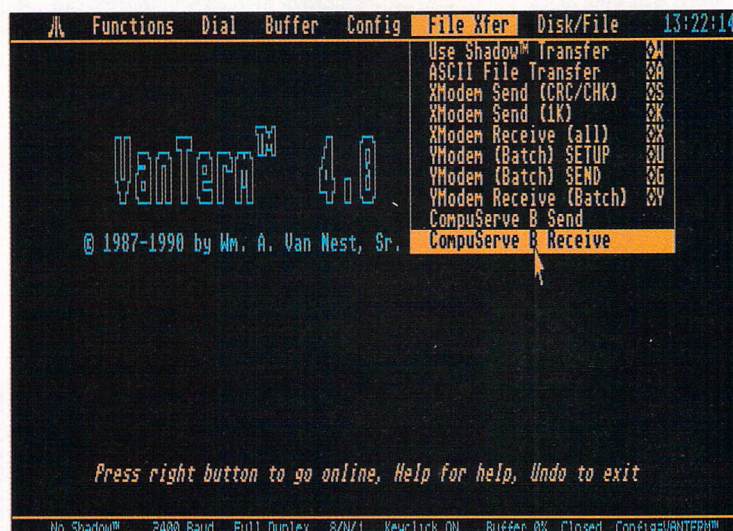 Functions Dial Buffer Config File Xfer Disk/File 13:22:14
Use Shadow™ Transfer ◊W
ASCII File Transfer ◊A
XModem Send (CRC/CHK) ◊S
XModem Send (1K) ◊K
XModem Receive (all) ◊X
YModem (Batch) SETUP ◊U
YModem (Batch) SEND ◊G
YModem Receive (Batch) ◊Y
CompuServe B Send
CompuServe B Receive
VanTerm™ 4.0
© 1987-1990 by Wm. A. Van Nest, Sr.
Press right button to go online, Help for help, Undo to exit
No Shadow™ 2400 Baud Full Duplex 8/N/1 Keyclick ON Buffer 0% Closed Config=VANTERM™